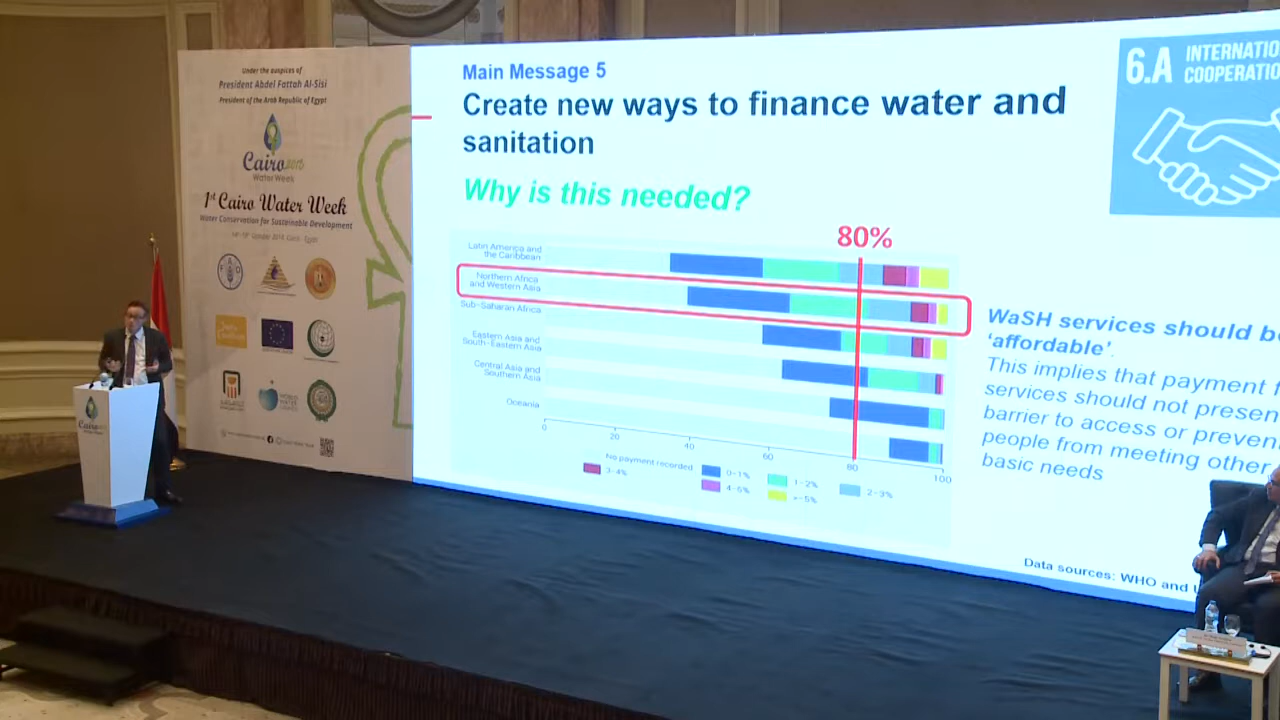 Under the auspices of
President Abdel Fattah Al-Sisi
President of the Arab Republic of Egypt
Cairo 2018
Water Week
1st Cairo Water Week
Water Conservation for Sustainable Development
FAO
Cairo
Main Message 5
Create new ways to finance water and
sanitation
Why is this needed?
6.A INTERNATIO
COOPERATIO
80%
Latin America and
the Caribbean
Northern Africa
and Western Asia
Sub-Saharan Africa
Eastern Asia and
South-Eastern Asia
Central Asia and
Southern Asia
Oceania
0 20 40 60 80 100
No payment recorded 0-1% 1-2% 2-3%
3-4% 4-5% >5%
WaSH services should b
'affordable'.
This implies that payment
services should not presen
barrier to access or preven
people from meeting other
basic needs
Data sources: WHO and